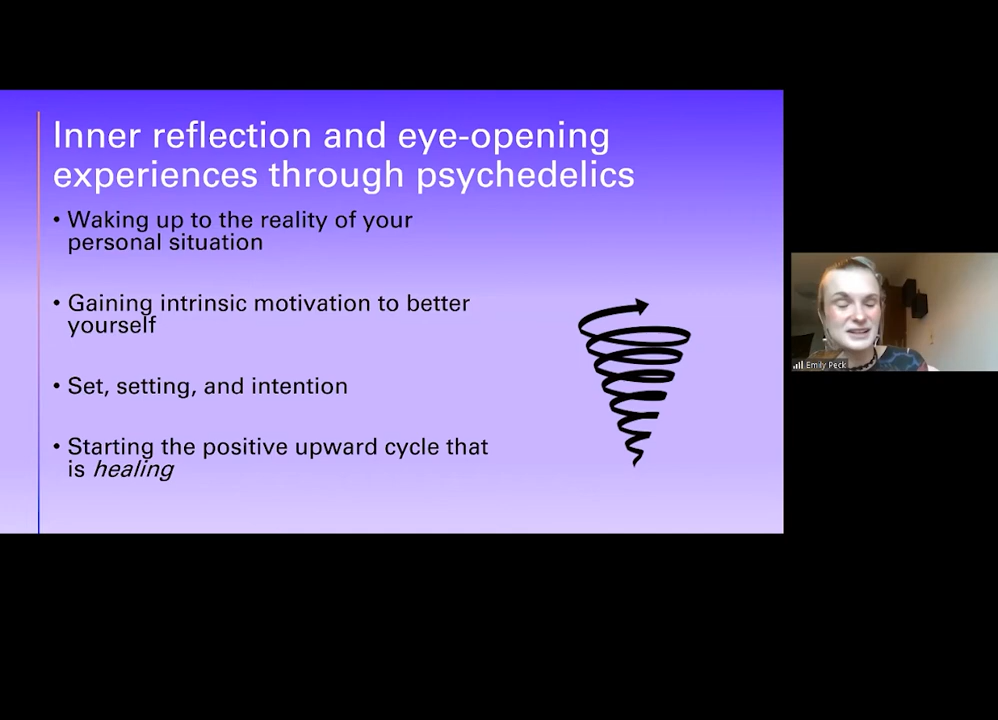 Inner reflection and eye-opening
experiences through psychedelics
• Waking up to the reality of your
personal situation
• Gaining intrinsic motivation to better
yourself
• Set, setting, and intention
• Starting the positive upward cycle that
is healing
Emily Peck